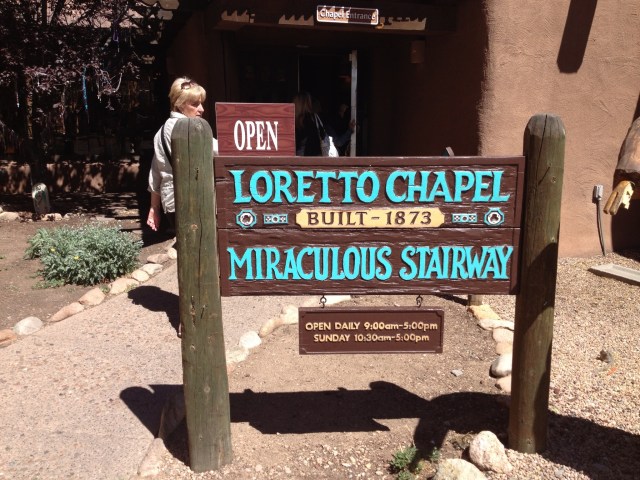 Chapel Entrance
OPEN
LORETTO CHAPEL
BUILT - 1873
MIRACULOUS STAIRWAY
OPEN DAILY 9:00am-5:00pm
SUNDAY 10:30am-5:00pm